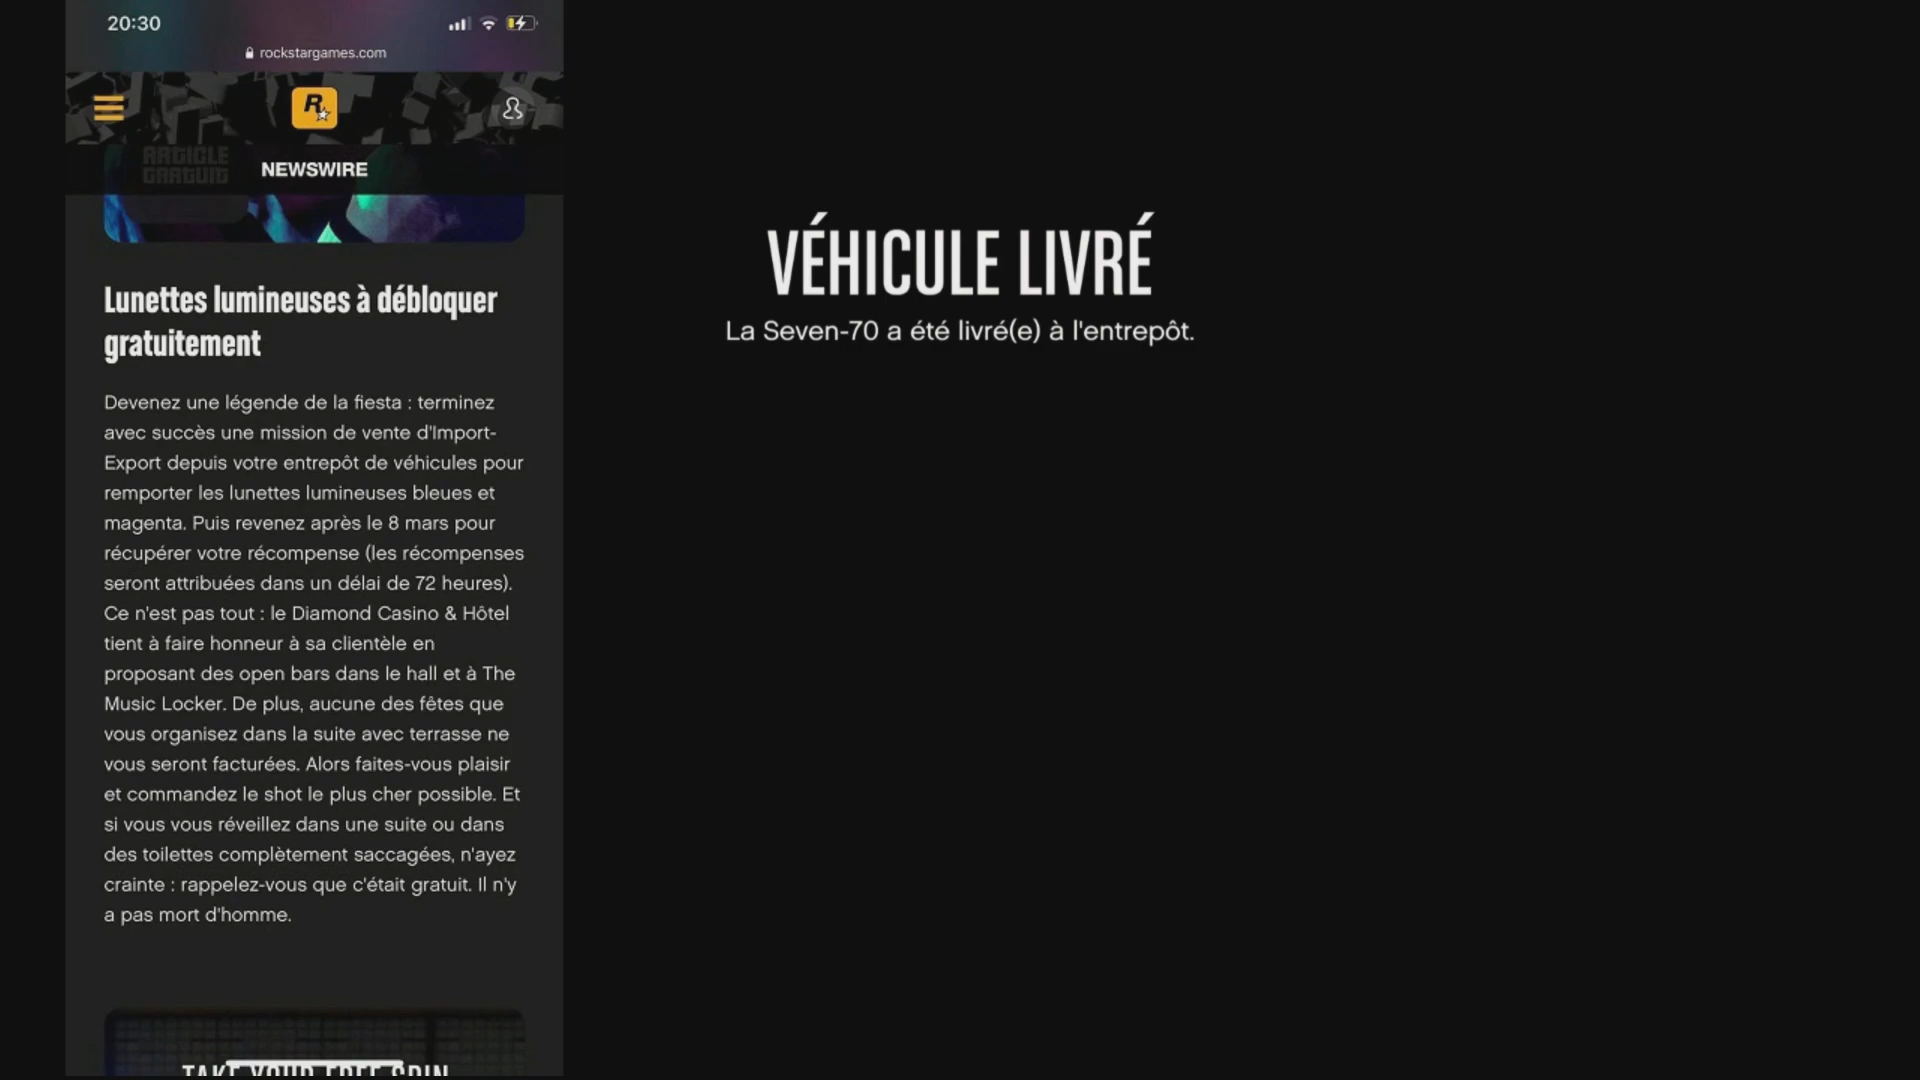 20:30
rockstargames.com
R
ARTICLE
GRATUIT
NEWSWIRE
Lunettes lumineuses à débloquer
gratuitement
Devenez une légende de la fiesta : terminez
avec succès une mission de vente d'Import-
Export depuis votre entrepôt de véhicules pour
remporter les lunettes lumineuses bleues et
magenta. Puis revenez après le 8 mars pour
récupérer votre récompense (les récompenses
seront attribuées dans un délai de 72 heures).
Ce n'est pas tout : le Diamond Casino & Hôtel
tient à faire honneur à sa clientèle en
proposant des open bars dans le hall et à The
Music Locker. De plus, aucune des fêtes que
vous organisez dans la suite avec terrasse ne
vous seront facturées. Alors faites-vous plaisir
et commandez le shot le plus cher possible. Et
si vous vous réveillez dans une suite ou dans
des toilettes complètement saccagées, n'ayez
crainte : rappelez-vous que c'était gratuit. Il n'y
a pas mort d'homme.
TAKE YOUR FREE SPIN
VÉHICULE LIVRÉ
La Seven-70 a été livré(e) à l'entrepôt.